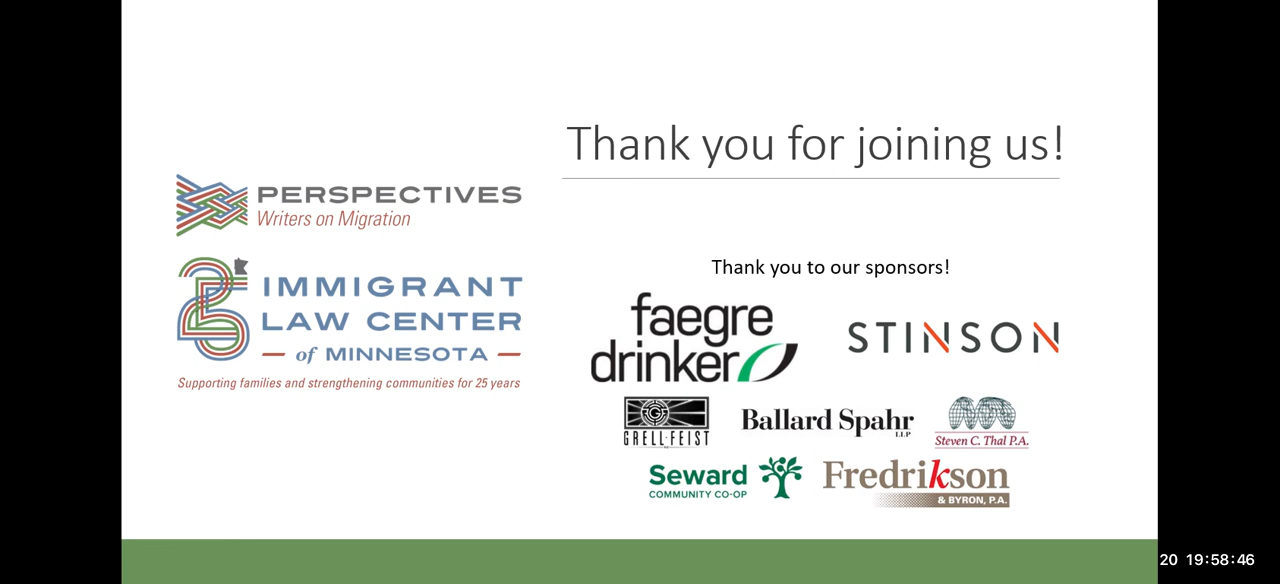 Thank you for joining us!
PERSPECTIVES
Writers on Migration
25
IMMIGRANT
LAW CENTER
of MINNESOTA
Supporting families and strengthening communities for 25 years
Thank you to our sponsors!
faegre
drinker
STINSON
GRELL-FEIST
Ballard Spahr
LLP
Steven C. Thal P.A.
Seward
COMMUNITY CO-OP
Fredrikson
& BYRON, P.A.
20 19:58:46